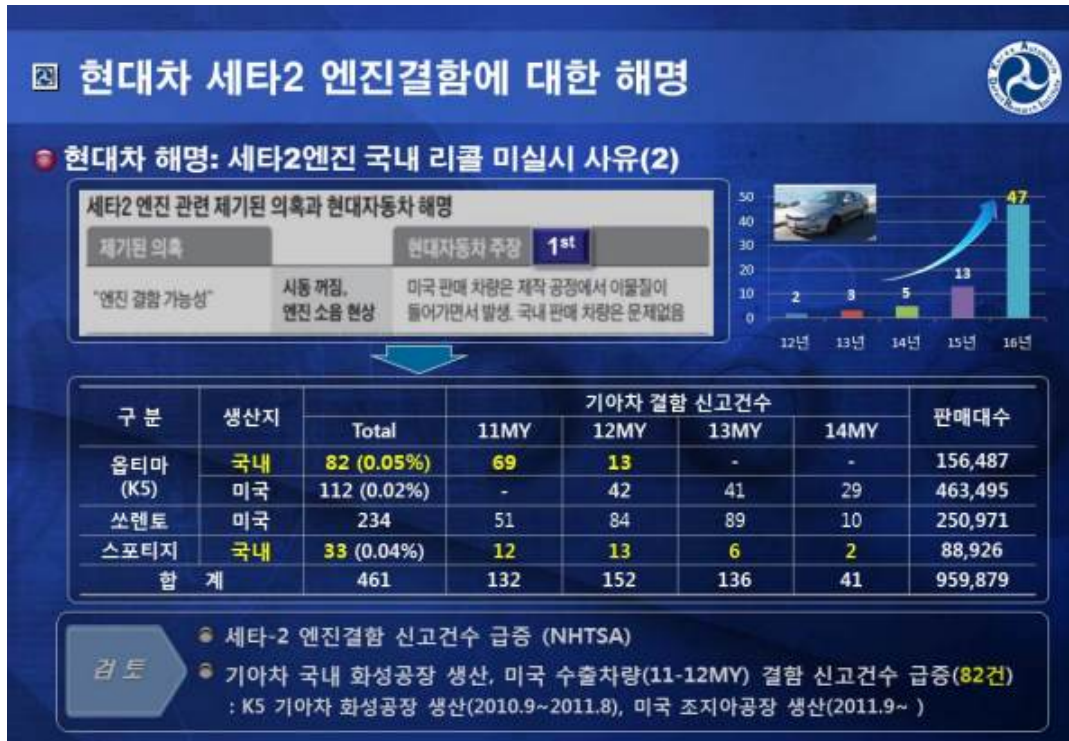 현대차 세타2 엔진결함에 대한 해명
현대차 해명: 세타2엔진 국내 리콜 미실시 사유(2)
세타2 엔진 관련 제기된 의혹과 현대자동차 해명
제기된 의혹 현대자동차 주장 1st
"엔진 결함 가능성" 시동 꺼짐, 엔진 소음 현상 미국 판매 차량은 제작 공정에서 이물질이
들어가면서 발생. 국내 판매 차량은 문제없음
50
40
30
20
10
0
2 3 5 13 47
12년 13년 14년 15년 16년
구 분 생산지 기아차 결함 신고건수 판매대수
Total 11MY 12MY 13MY 14MY
옵티마 (K5) 국내 82 (0.05%) 69 13 - - 156,487
미국 112 (0.02%) - 42 41 29 463,495
쏘렌토 미국 234 51 84 89 10 250,971
스포티지 국내 33 (0.04%) 12 13 6 2 88,926
합 계 461 132 152 136 41 959,879
검 토
세타-2 엔진결함 신고건수 급증 (NHTSA)
기아차 국내 화성공장 생산, 미국 수출차량(11-12MY) 결함 신고건수 급증(82건)
: K5 기아차 화성공장 생산(2010.9~2011.8), 미국 조지아공장 생산(2011.9~ )